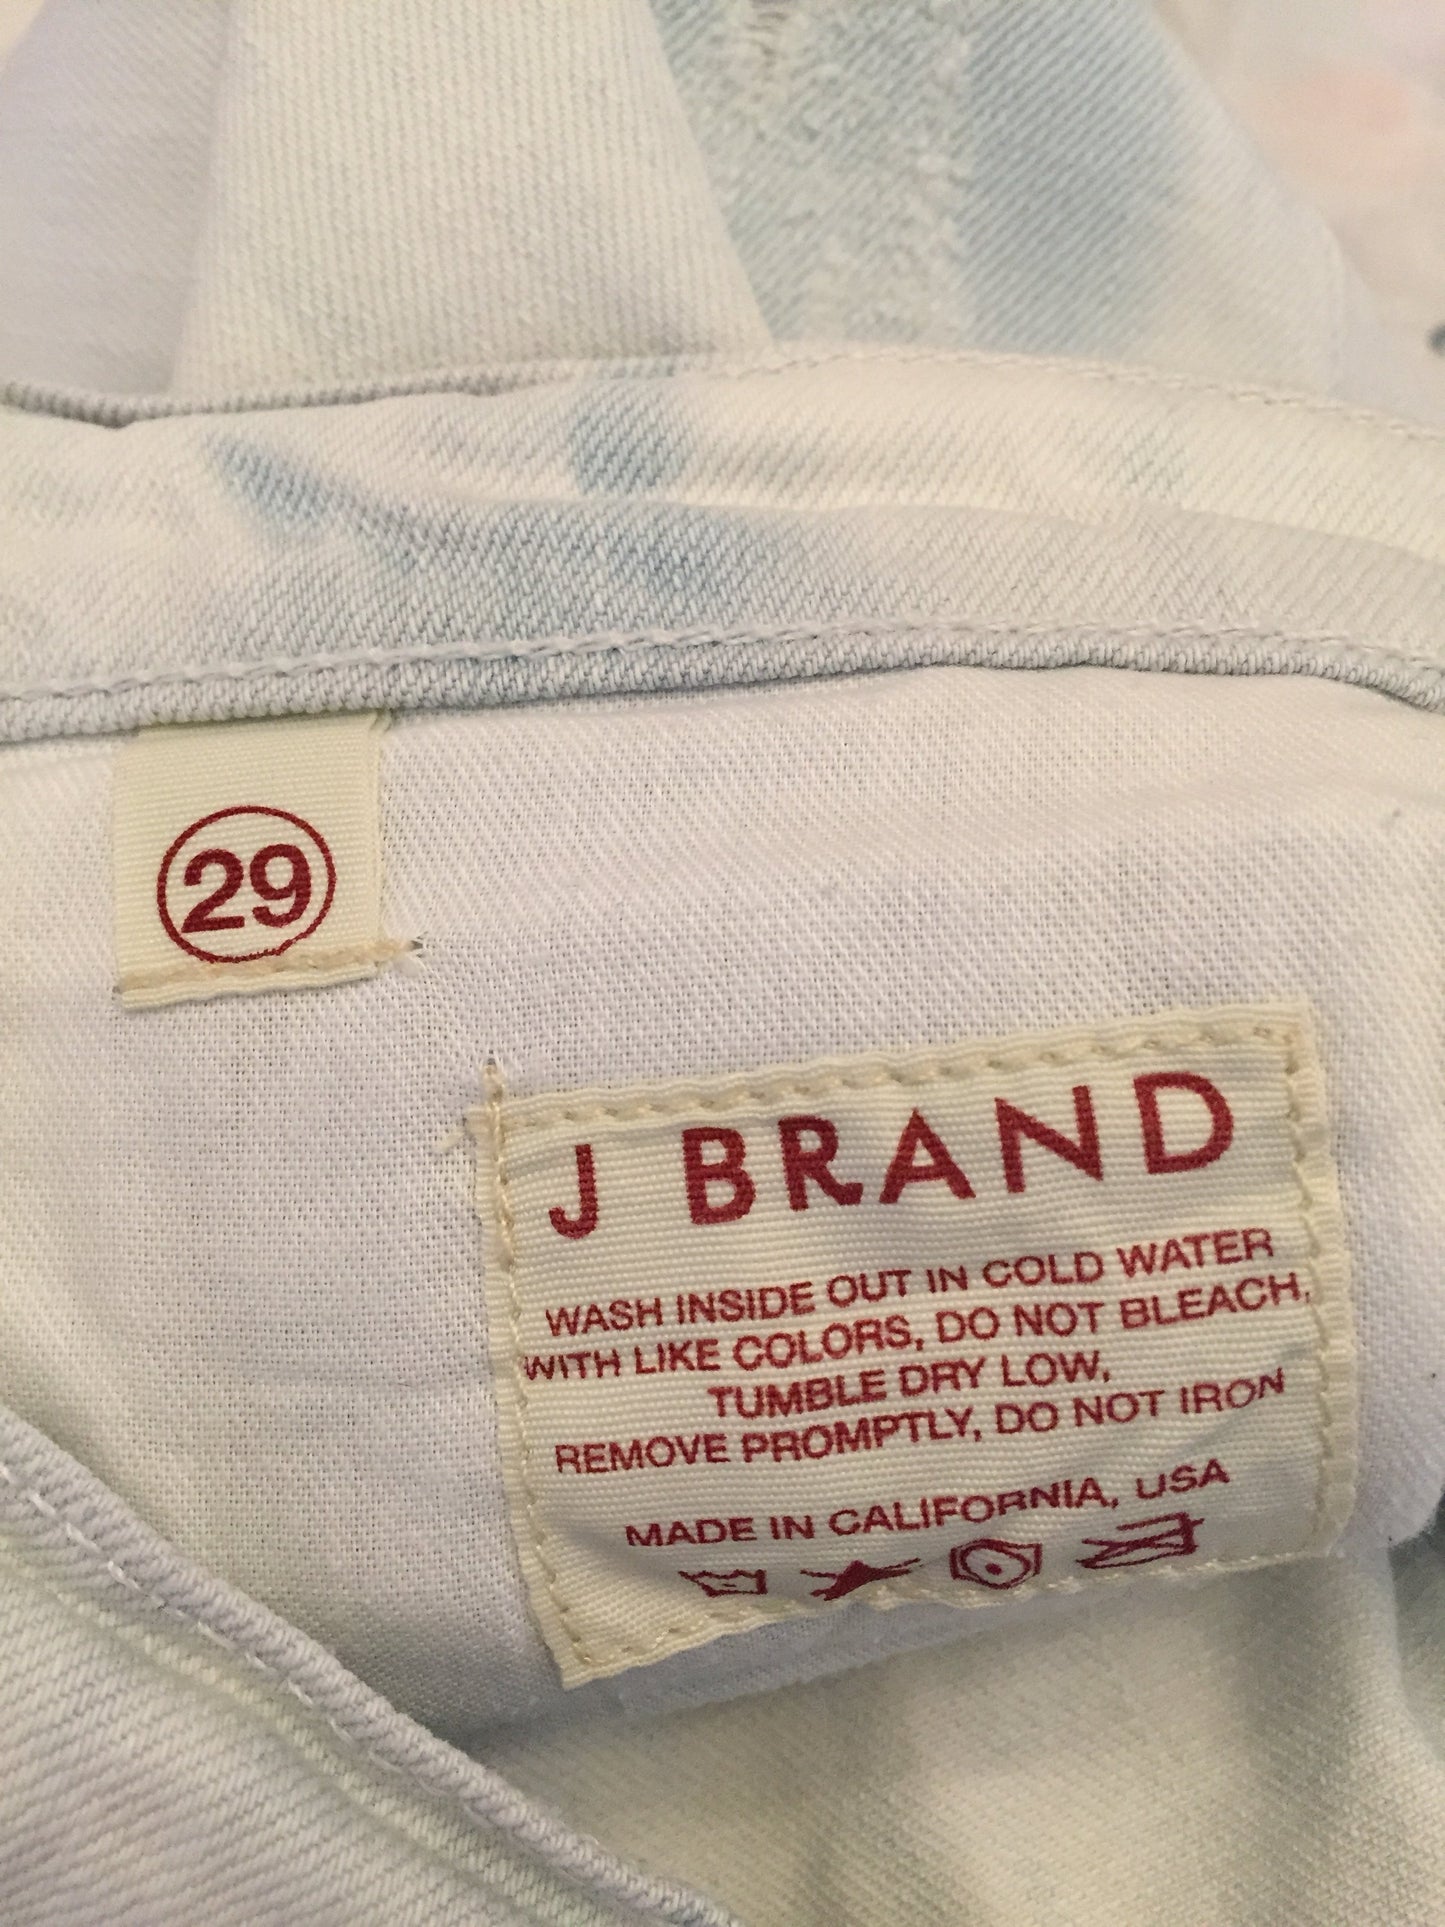 29
J BRAND
WASH INSIDE OUT IN COLD WATER
WITH LIKE COLORS, DO NOT BLEACH,
TUMBLE DRY LOW,
REMOVE PROMPTLY, DO NOT IRON
MADE IN CALIFORNIA, USA